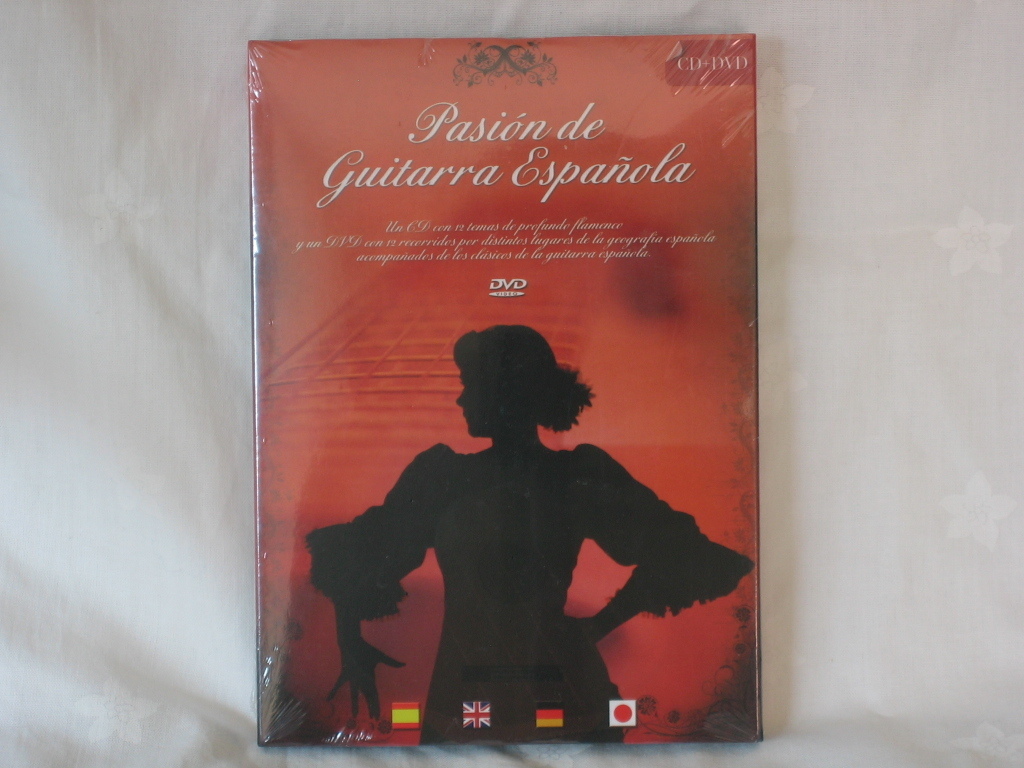 CD+DVD
Pasión de
Guitarra Española
Un CD con 12 temas de profundo flamenco
y un DVD con 12 recorridos por distintos lugares de la geografía española
acompañados de los clásicos de la guitarra española.
DVD
VIDEO